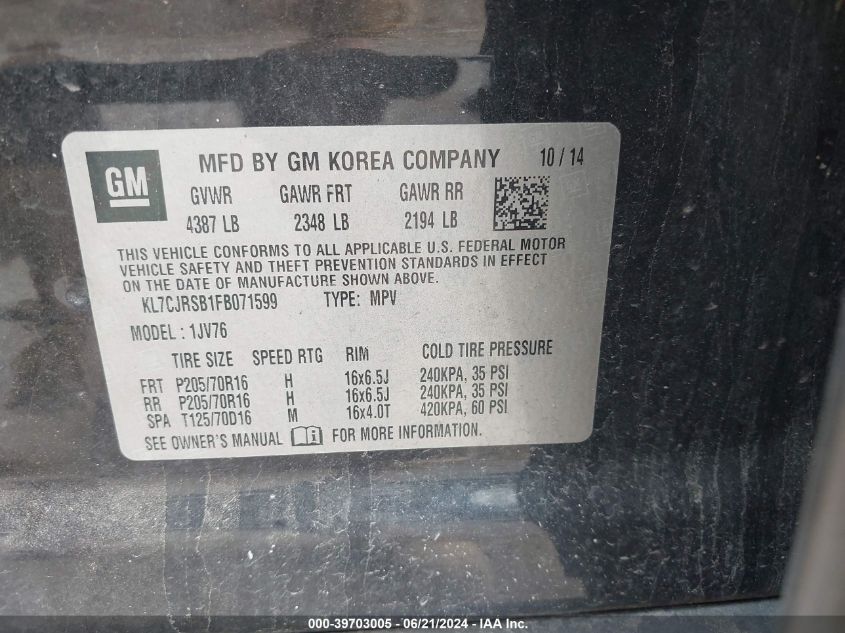 GM MFD BY GM KOREA COMPANY 10 / 14
GVWR GAWR FRT GAWR RR
4387 LB 2348 LB 2194 LB
THIS VEHICLE CONFORMS TO ALL APPLICABLE U.S. FEDERAL MOTOR
VEHICLE SAFETY AND THEFT PREVENTION STANDARDS IN EFFECT
ON THE DATE OF MANUFACTURE SHOWN ABOVE.
KL7CJRSB1FB071599 TYPE: MPV
MODEL : 1JV76
TIRE SIZE SPEED RTG RIM COLD TIRE PRESSURE
FRT P205/70R16 H 16x6.5J 240KPA, 35 PSI
RR P205/70R16 H 16x6.5J 240KPA, 35 PSI
SPA T125/70D16 M 16x4.0T 420KPA, 60 PSI
SEE OWNER'S MANUAL FOR MORE INFORMATION.
000-39703005 - 06/21/2024 - IAA Inc.